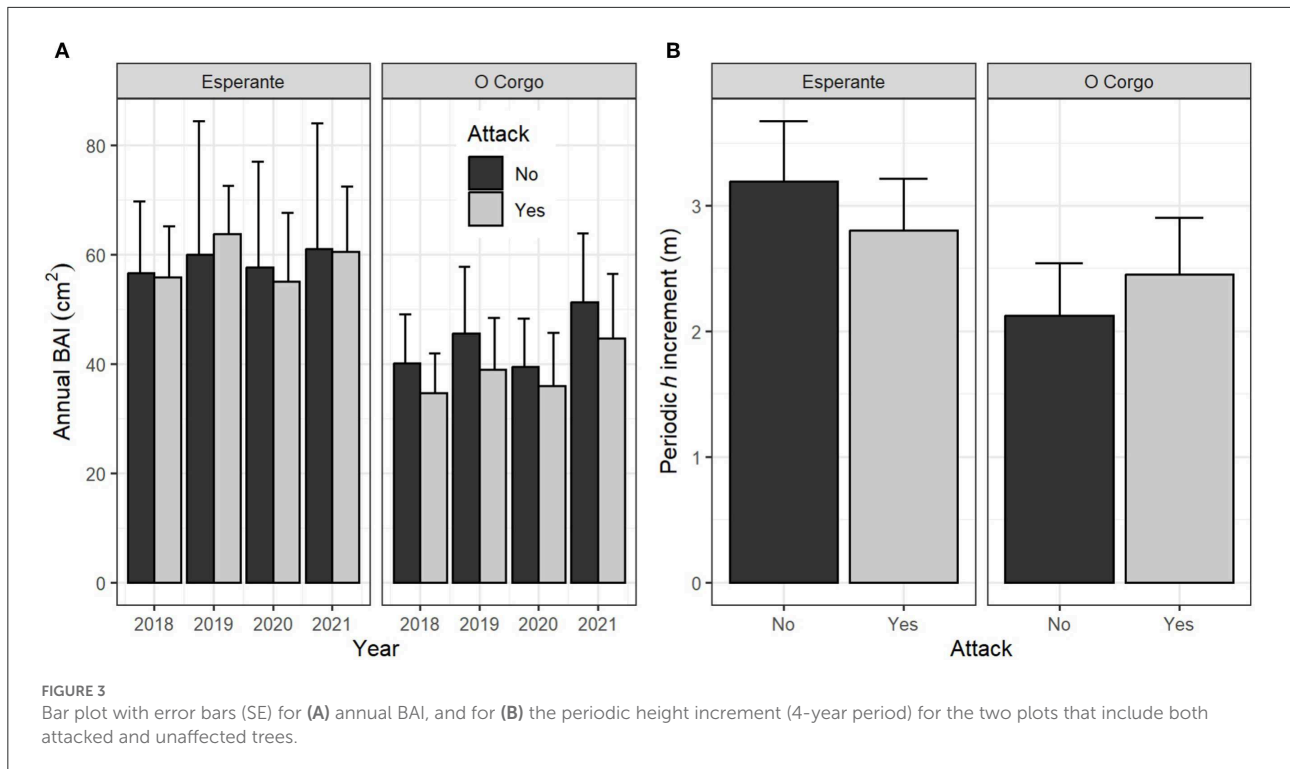 A
Esperante
O Corgo
Attack
No
Yes
Annual BAI (cm²)
80
60
40
20
0
2018 2019 2020 2021
2018 2019 2020 2021
Year
B
Esperante
O Corgo
Periodic h increment (m)
3
2
1
0
No Yes
No Yes
Attack
FIGURE 3
Bar plot with error bars (SE) for (A) annual BAI, and for (B) the periodic height increment (4-year period) for the two plots that include both
attacked and unaffected trees.